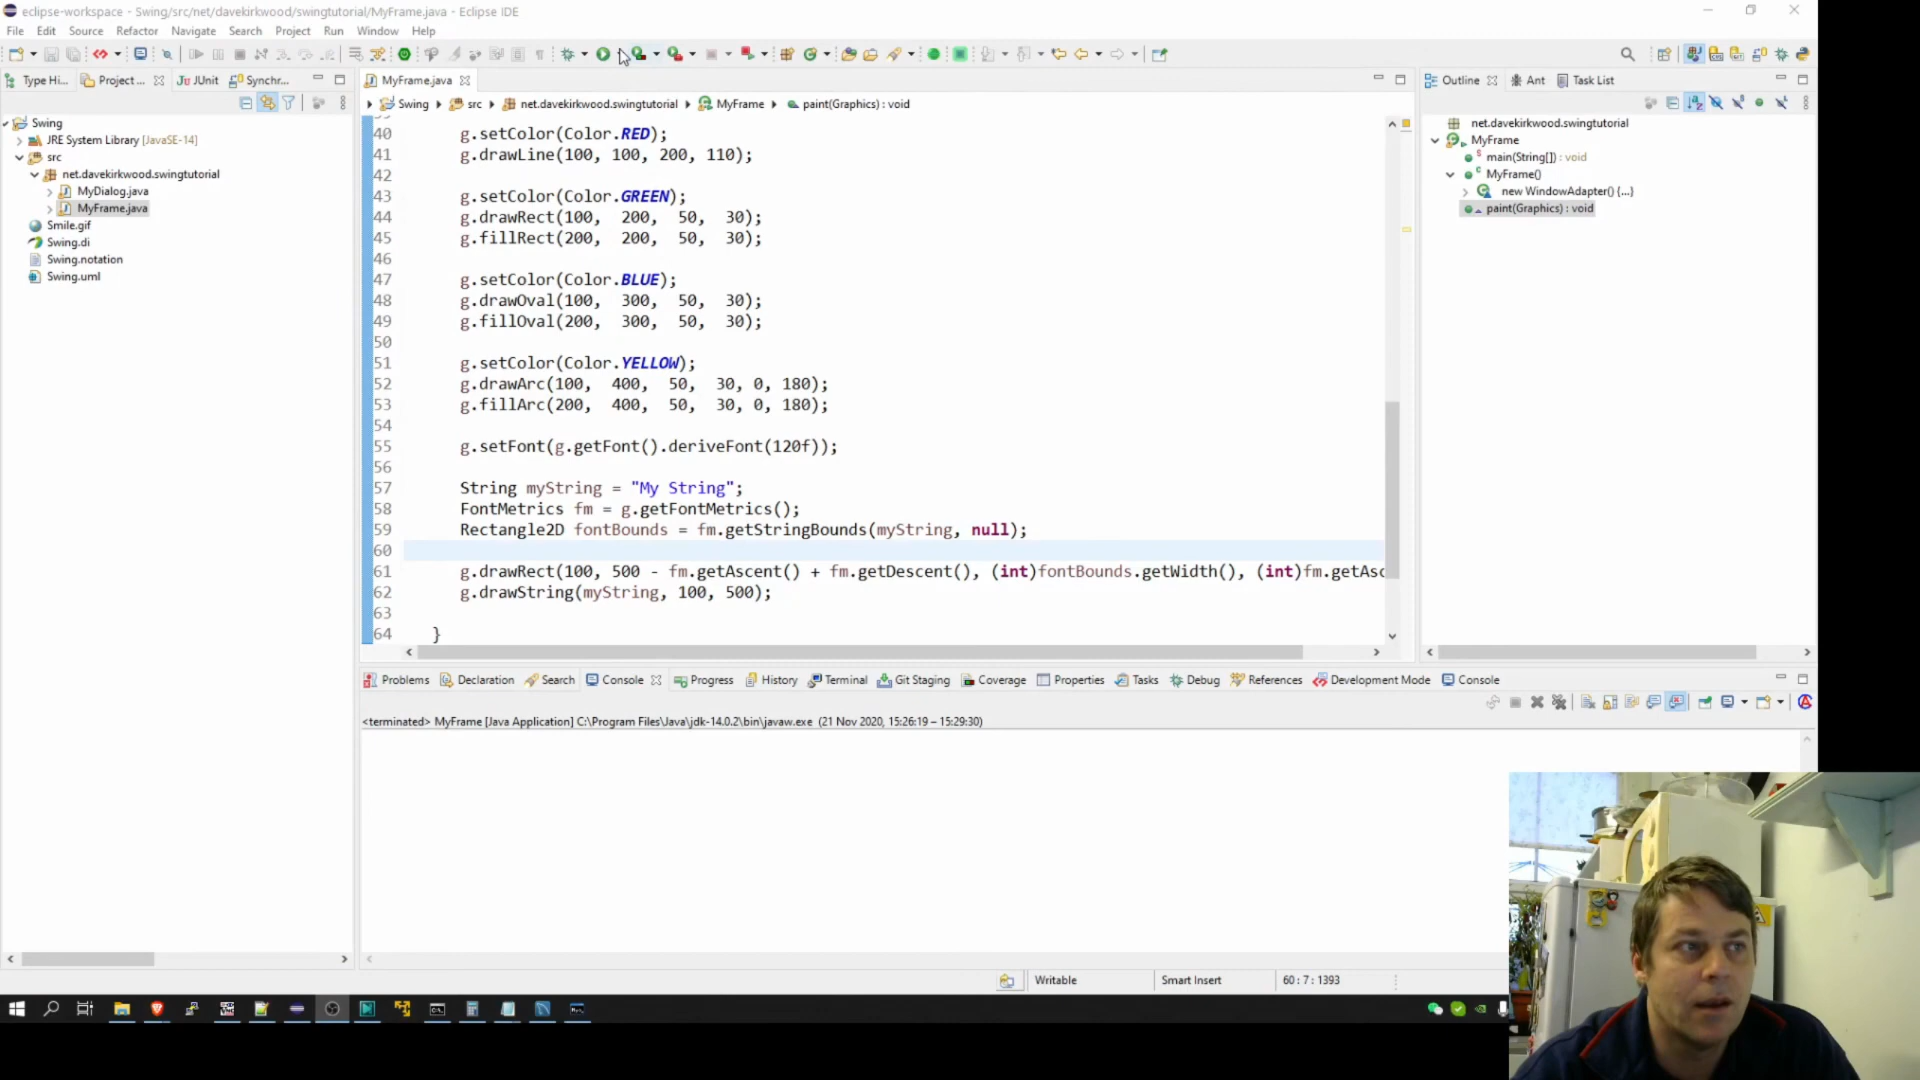 eclipse-workspace - Swing/src/net/davekirkwood/swingtutorial/MyFrame.java - Eclipse IDE
File Edit Source Refactor Navigate Search Project Run Window Help
Type Hi... Project ... JUnit Synchr...
MyFrame.java
Outline Ant Task List
Swing src net.davekirkwood.swingtutorial MyFrame paint(Graphics) : void
Swing
JRE System Library [JavaSE-14]
src
net.davekirkwood.swingtutorial
MyDialog.java
MyFrame.java
Smile.gif
Swing.di
Swing.notation
Swing.uml
40 g.setColor(Color.RED);
41 g.drawLine(100, 100, 200, 110);
42
43 g.setColor(Color.GREEN);
44 g.drawRect(100, 200, 50, 30);
45 g.fillRect(200, 200, 50, 30);
46
47 g.setColor(Color.BLUE);
48 g.drawOval(100, 300, 50, 30);
49 g.fillOval(200, 300, 50, 30);
50
51 g.setColor(Color.YELLOW);
52 g.drawArc(100, 400, 50, 30, 0, 180);
53 g.fillArc(200, 400, 50, 30, 0, 180);
54
55 g.setFont(g.getFont().deriveFont(120f));
56
57 String myString = "My String";
58 FontMetrics fm = g.getFontMetrics();
59 Rectangle2D fontBounds = fm.getStringBounds(myString, null);
60
61 g.drawRect(100, 500 - fm.getAscent() + fm.getDescent(), (int)fontBounds.getWidth(), (int)fm.getAsc
62 g.drawString(myString, 100, 500);
63
64 }
net.davekirkwood.swingtutorial
MyFrame
main(String[]) : void
MyFrame()
new WindowAdapter() {...}
paint(Graphics) : void
Problems Declaration Search Console Progress History Terminal Git Staging Coverage Properties Tasks Debug References Development Mode Console
<terminated> MyFrame [Java Application] C:\Program Files\Java\jdk-14.0.2\bin\javaw.exe (21 Nov 2020, 15:26:19 – 15:29:30)
Writable Smart Insert 60 : 7 : 1393